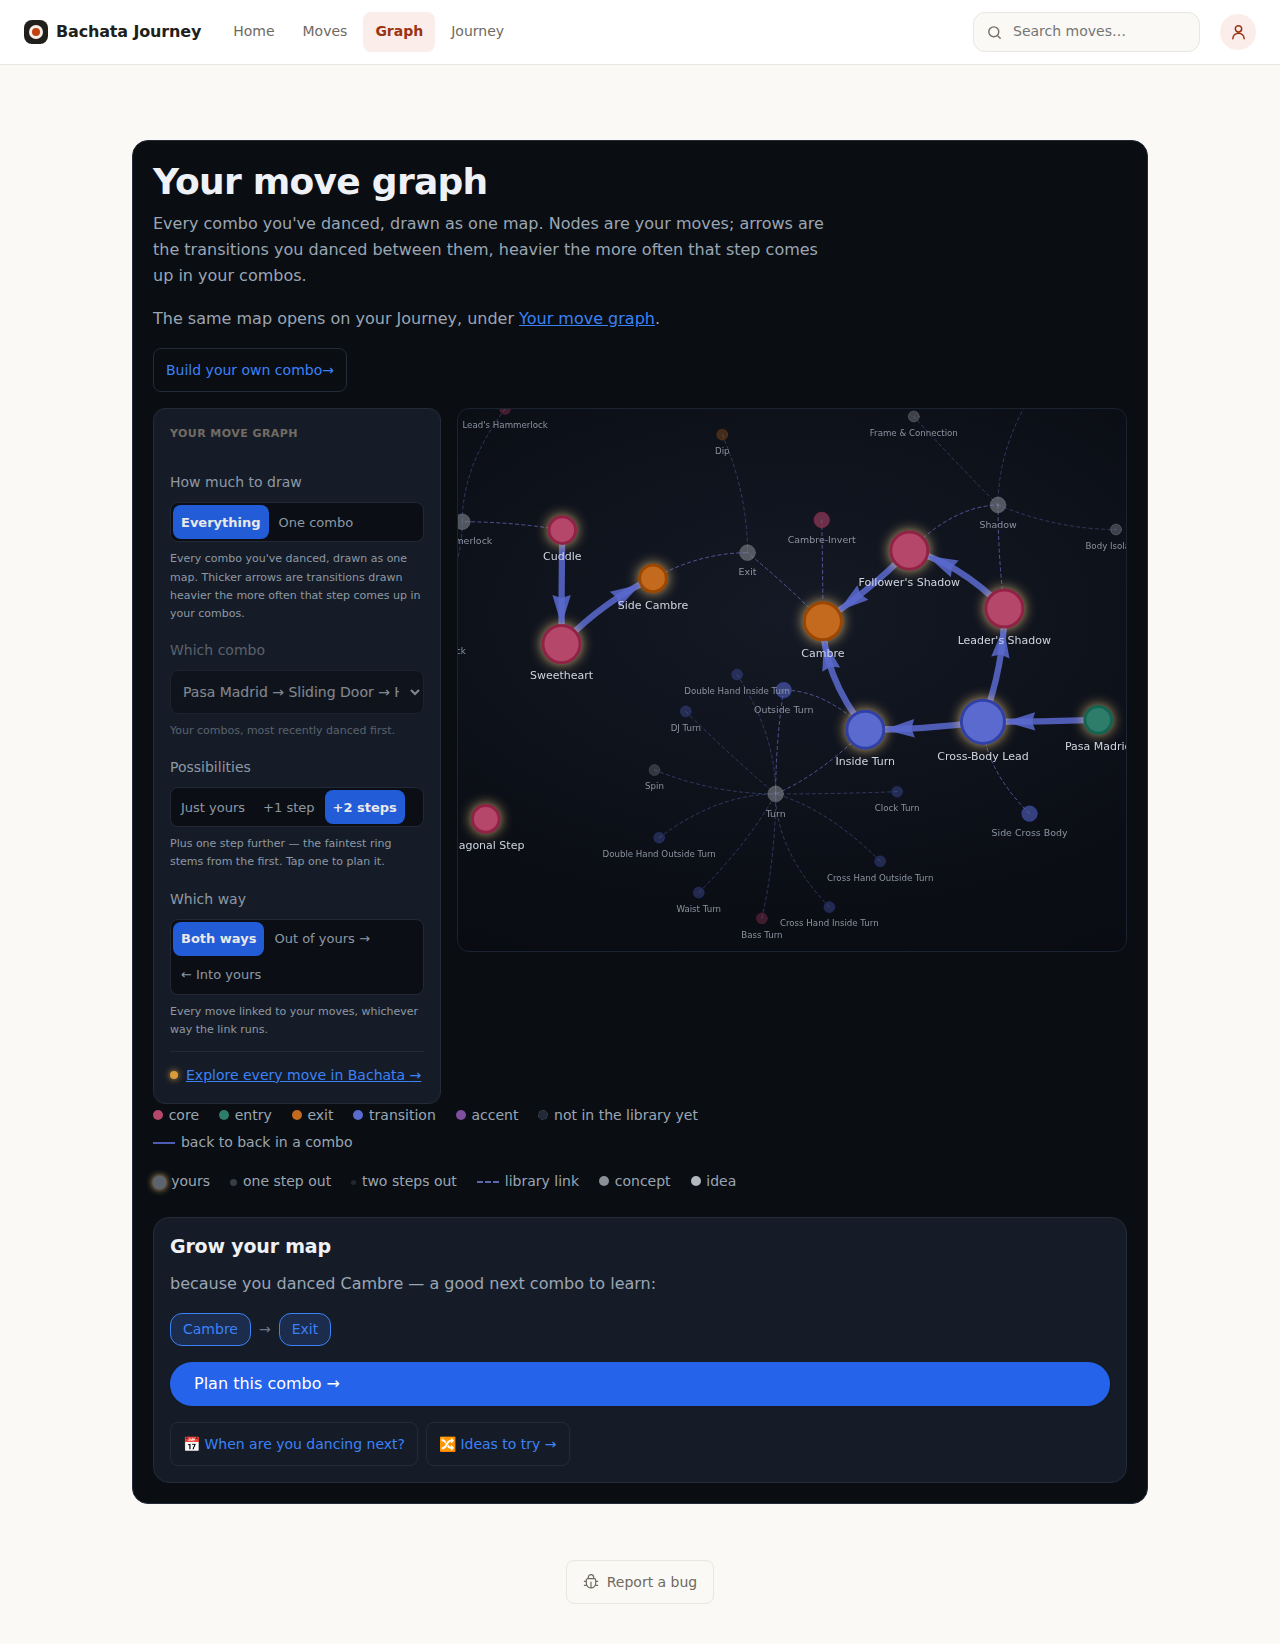 Bachata Journey
Home
Moves
Graph
Journey
Search moves...
Your move graph
Every combo you've danced, drawn as one map. Nodes are your moves; arrows are
the transitions you danced between them, heavier the more often that step comes
up in your combos.
The same map opens on your Journey, under Your move graph.
Build your own combo→
YOUR MOVE GRAPH
How much to draw
Everything
One combo
Every combo you've danced, drawn as one
map. Thicker arrows are transitions drawn
heavier the more often that step comes up in
your combos.
Which combo
Pasa Madrid → Sliding Door → H
Your combos, most recently danced first.
Possibilities
Just yours
+1 step
+2 steps
Plus one step further — the faintest ring
stems from the first. Tap one to plan it.
Which way
Both ways
Out of yours →
← Into yours
Every move linked to your moves, whichever
way the link runs.
Explore every move in Bachata →
Lead's Hammerlock
Dip
Frame & Connection
Shadow
merlock
Cuddle
Cambre-Invert
Body Isola
Exit
Follower's Shadow
Side Cambre
Leader's Shadow
Cambre
ck
Sweetheart
Double Hand Inside Turn
Outside Turn
DJ Turn
Inside Turn
Cross-Body Lead
Pasa Madrid
Spin
Turn
Clock Turn
Side Cross Body
agonal Step
Double Hand Outside Turn
Cross Hand Outside Turn
Waist Turn
Cross Hand Inside Turn
Bass Turn
core
entry
exit
transition
accent
not in the library yet
back to back in a combo
yours
one step out
two steps out
library link
concept
idea
Grow your map
because you danced Cambre — a good next combo to learn:
Cambre → Exit
Plan this combo →
When are you dancing next?
Ideas to try →
Report a bug